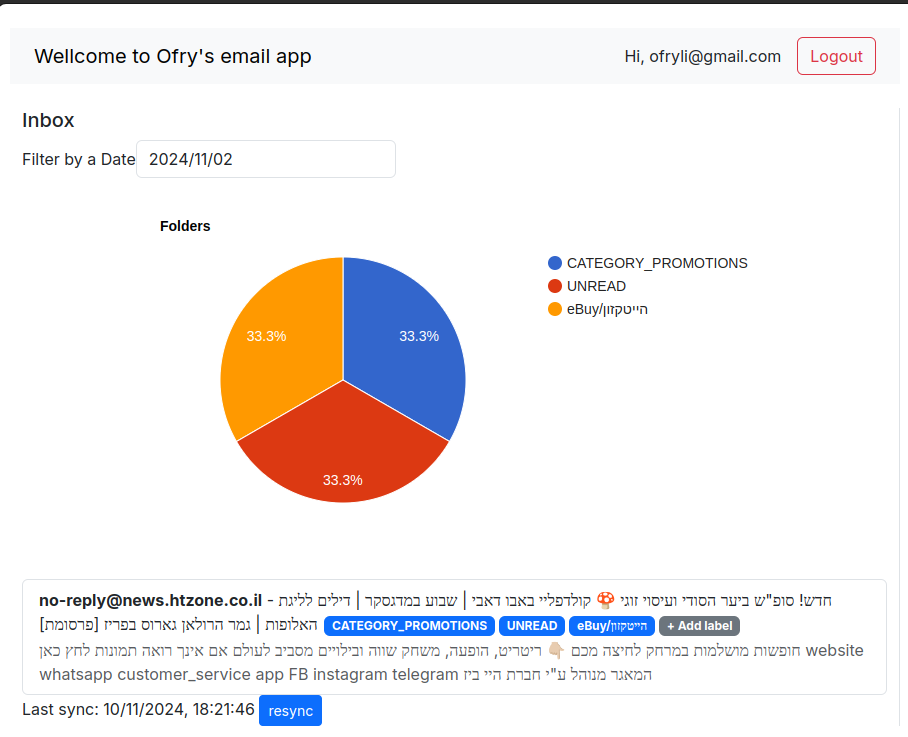 Wellcome to Ofry's email app
Hi, ofryli@gmail.com
Logout
Inbox
Filter by a Date
2024/11/02
Folders
33.3%
33.3%
33.3%
CATEGORY_PROMOTIONS
UNREAD
eBuy/הייטקזון
no-reply@news.htzone.co.il - חדש! סופ"ש ביער הסודי ועיסוי זוגי 🍄 קולדפליי באבו דאבי | שבוע במדגסקר | דילים לליגת
האלופות | גמר הרולאן גארוס בפריז [פרסומת] CATEGORY_PROMOTIONS UNREAD eBuy/הייטקזון + Add label
חופשות מושלמות במרחק לחיצה מכם 👇🏼 ריטריט, הופעה, משחק שווה ובילויים מסביב לעולם אם אינך רואה תמונות לחץ כאן website
whatsapp customer_service app FB instagram telegram המאגר מנוהל ע"י חברת היי ביז
Last sync: 10/11/2024, 18:21:46 resync